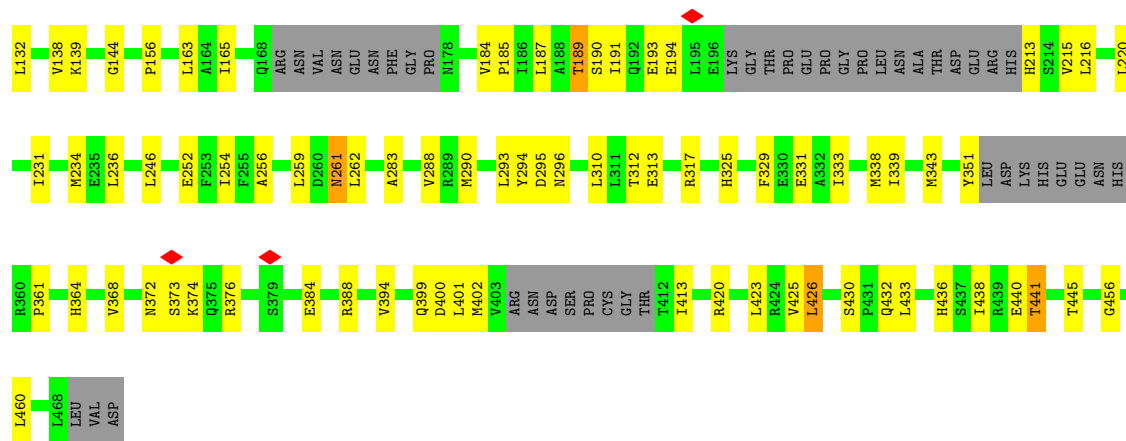 L132 V138 K139 G144 P156 L163 A164 I165 Q168 ARG ASN VAL ASN GLU ASN PHE GLY PRO N178 V184 P185 I186 L187 A188 T189 S190 I191 Q192 E193 E194 L195 E196 LYS GLY THR PRO GLU PRO GLY PRO LEU ASN ALA THR ASP GLU ARG HIS H213 S214 V215 L216 L220
I231 M234 E235 L236 L246 E252 F253 I254 F255 A256 L259 D260 N261 L262 A283 V288 R289 M290 L293 Y294 D295 N296 L310 L311 T312 E313 R317 H325 F329 E330 E331 A332 I333 M338 I339 M343 Y351 LEU ASP LYS HIS GLU GLU ASN HIS
R360 P361 H364 V368 N372 S373 K374 Q375 R376 S379 E384 R388 V394 Q399 D400 L401 M402 V403 ARG ASN ASP SER PRO CYS GLY THR T412 I413 R420 L423 R424 V425 L426 S430 P431 Q432 L433 H436 S437 I438 R439 E440 T441 T445 G456
L460 L468 LEU VAL ASP